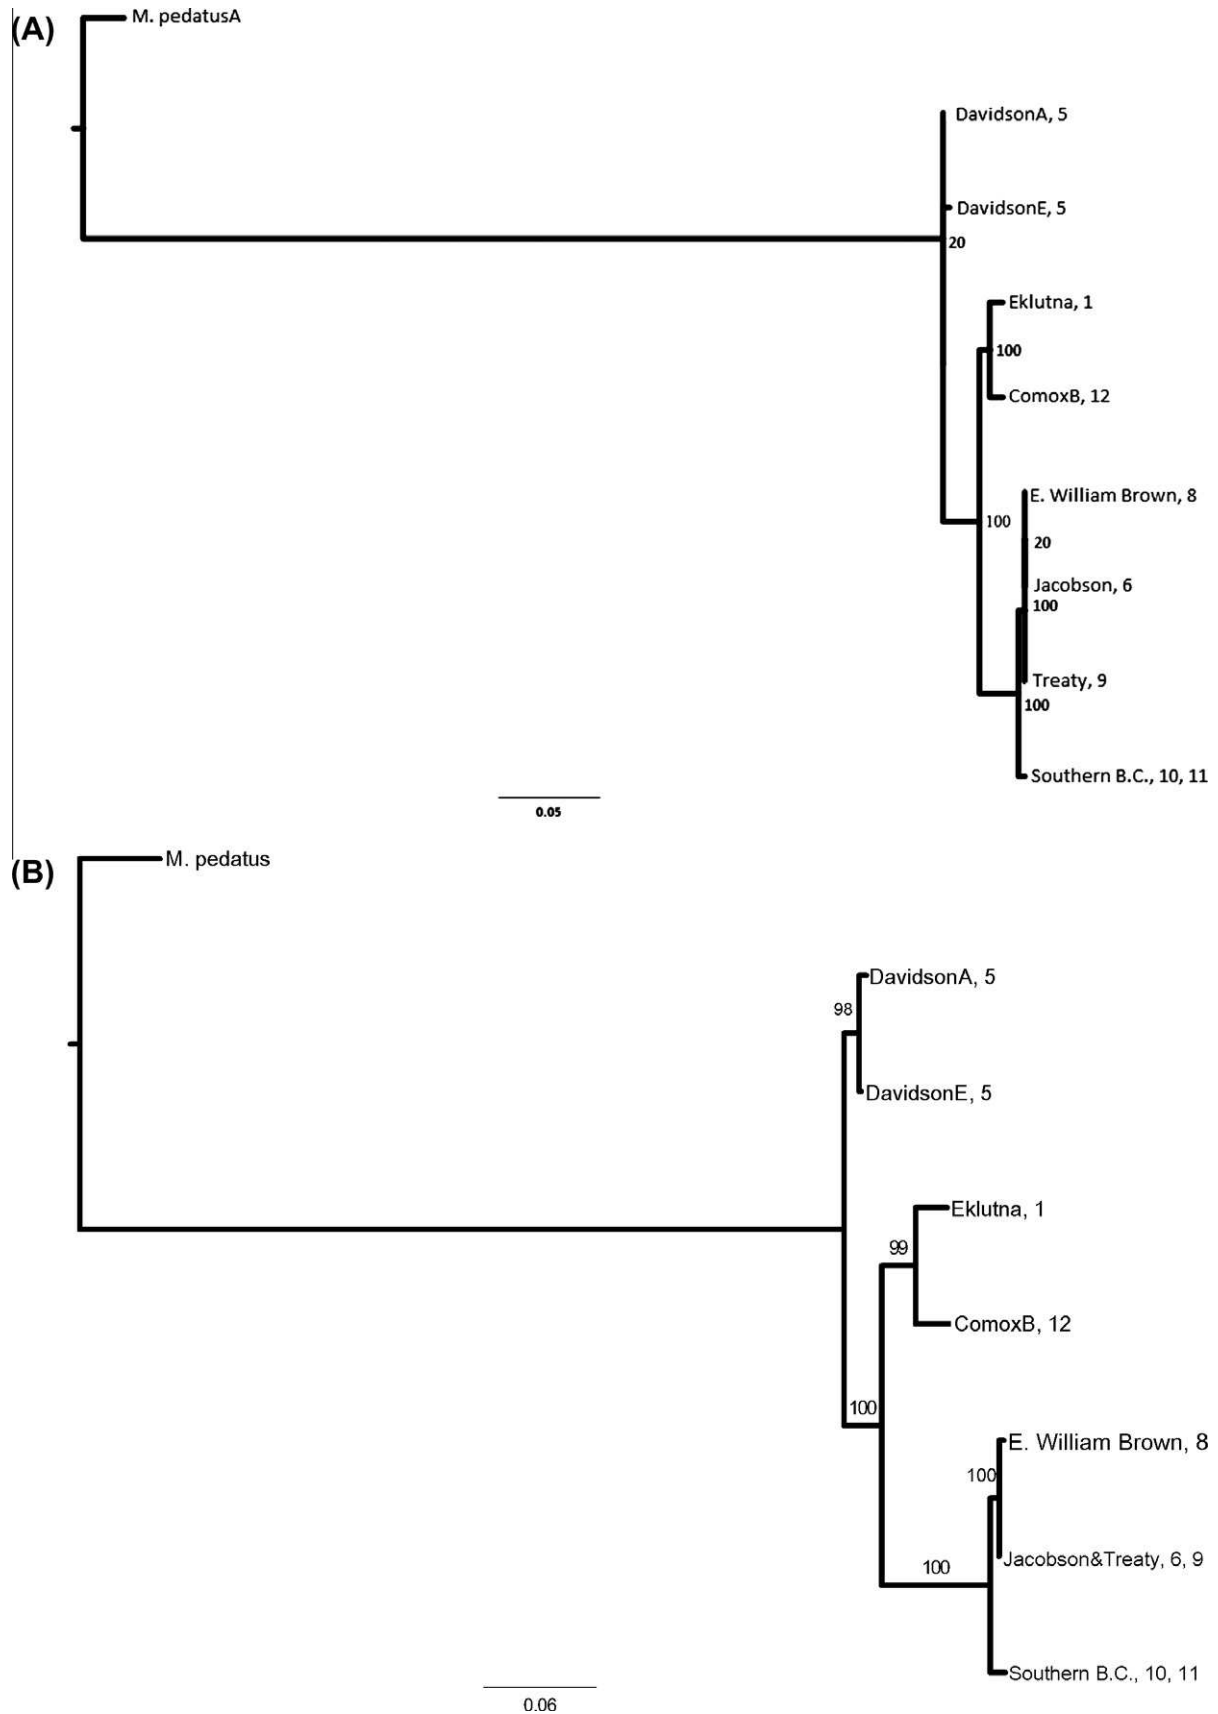 (A)
M. pedatusA
DavidsonA, 5
DavidsonE, 5
20
Eklutna, 1
100
ComoxB, 12
E. William Brown, 8
100
20
Jacobson, 6
100
Treaty, 9
100
Southern B.C., 10, 11
0.05
(B)
M. pedatus
DavidsonA, 5
98
DavidsonE, 5
Eklutna, 1
99
ComoxB, 12
100
E. William Brown, 8
100
Jacobson&Treaty, 6, 9
100
Southern B.C., 10, 11
0.06